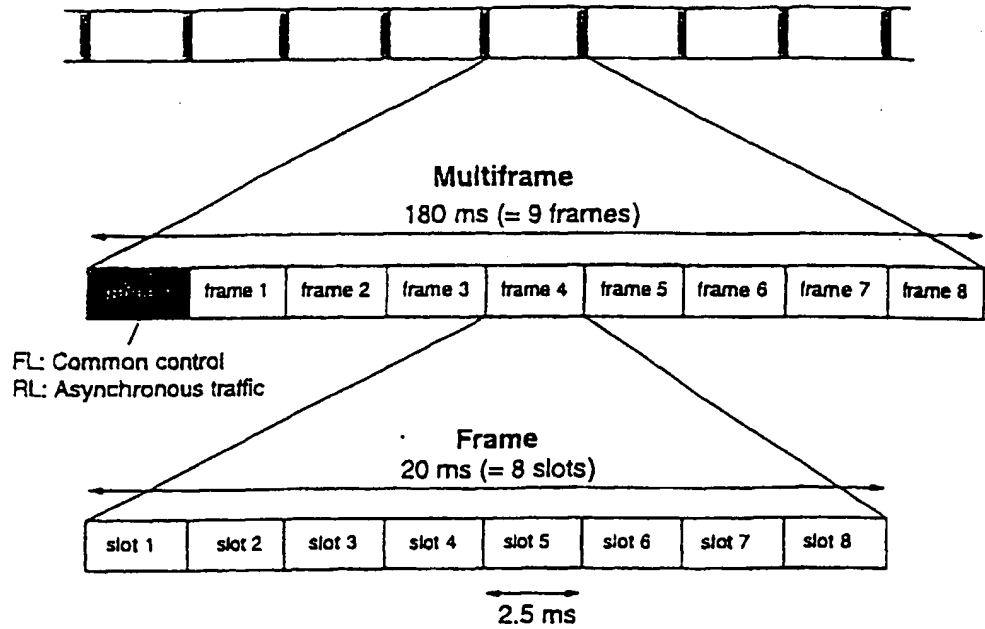 Multiframe
180 ms (= 9 frames)
frame 1 frame 2 frame 3 frame 4 frame 5 frame 6 frame 7 frame 8
FL: Common control
RL: Asynchronous traffic
Frame
20 ms (= 8 slots)
slot 1 slot 2 slot 3 slot 4 slot 5 slot 6 slot 7 slot 8
2.5 ms